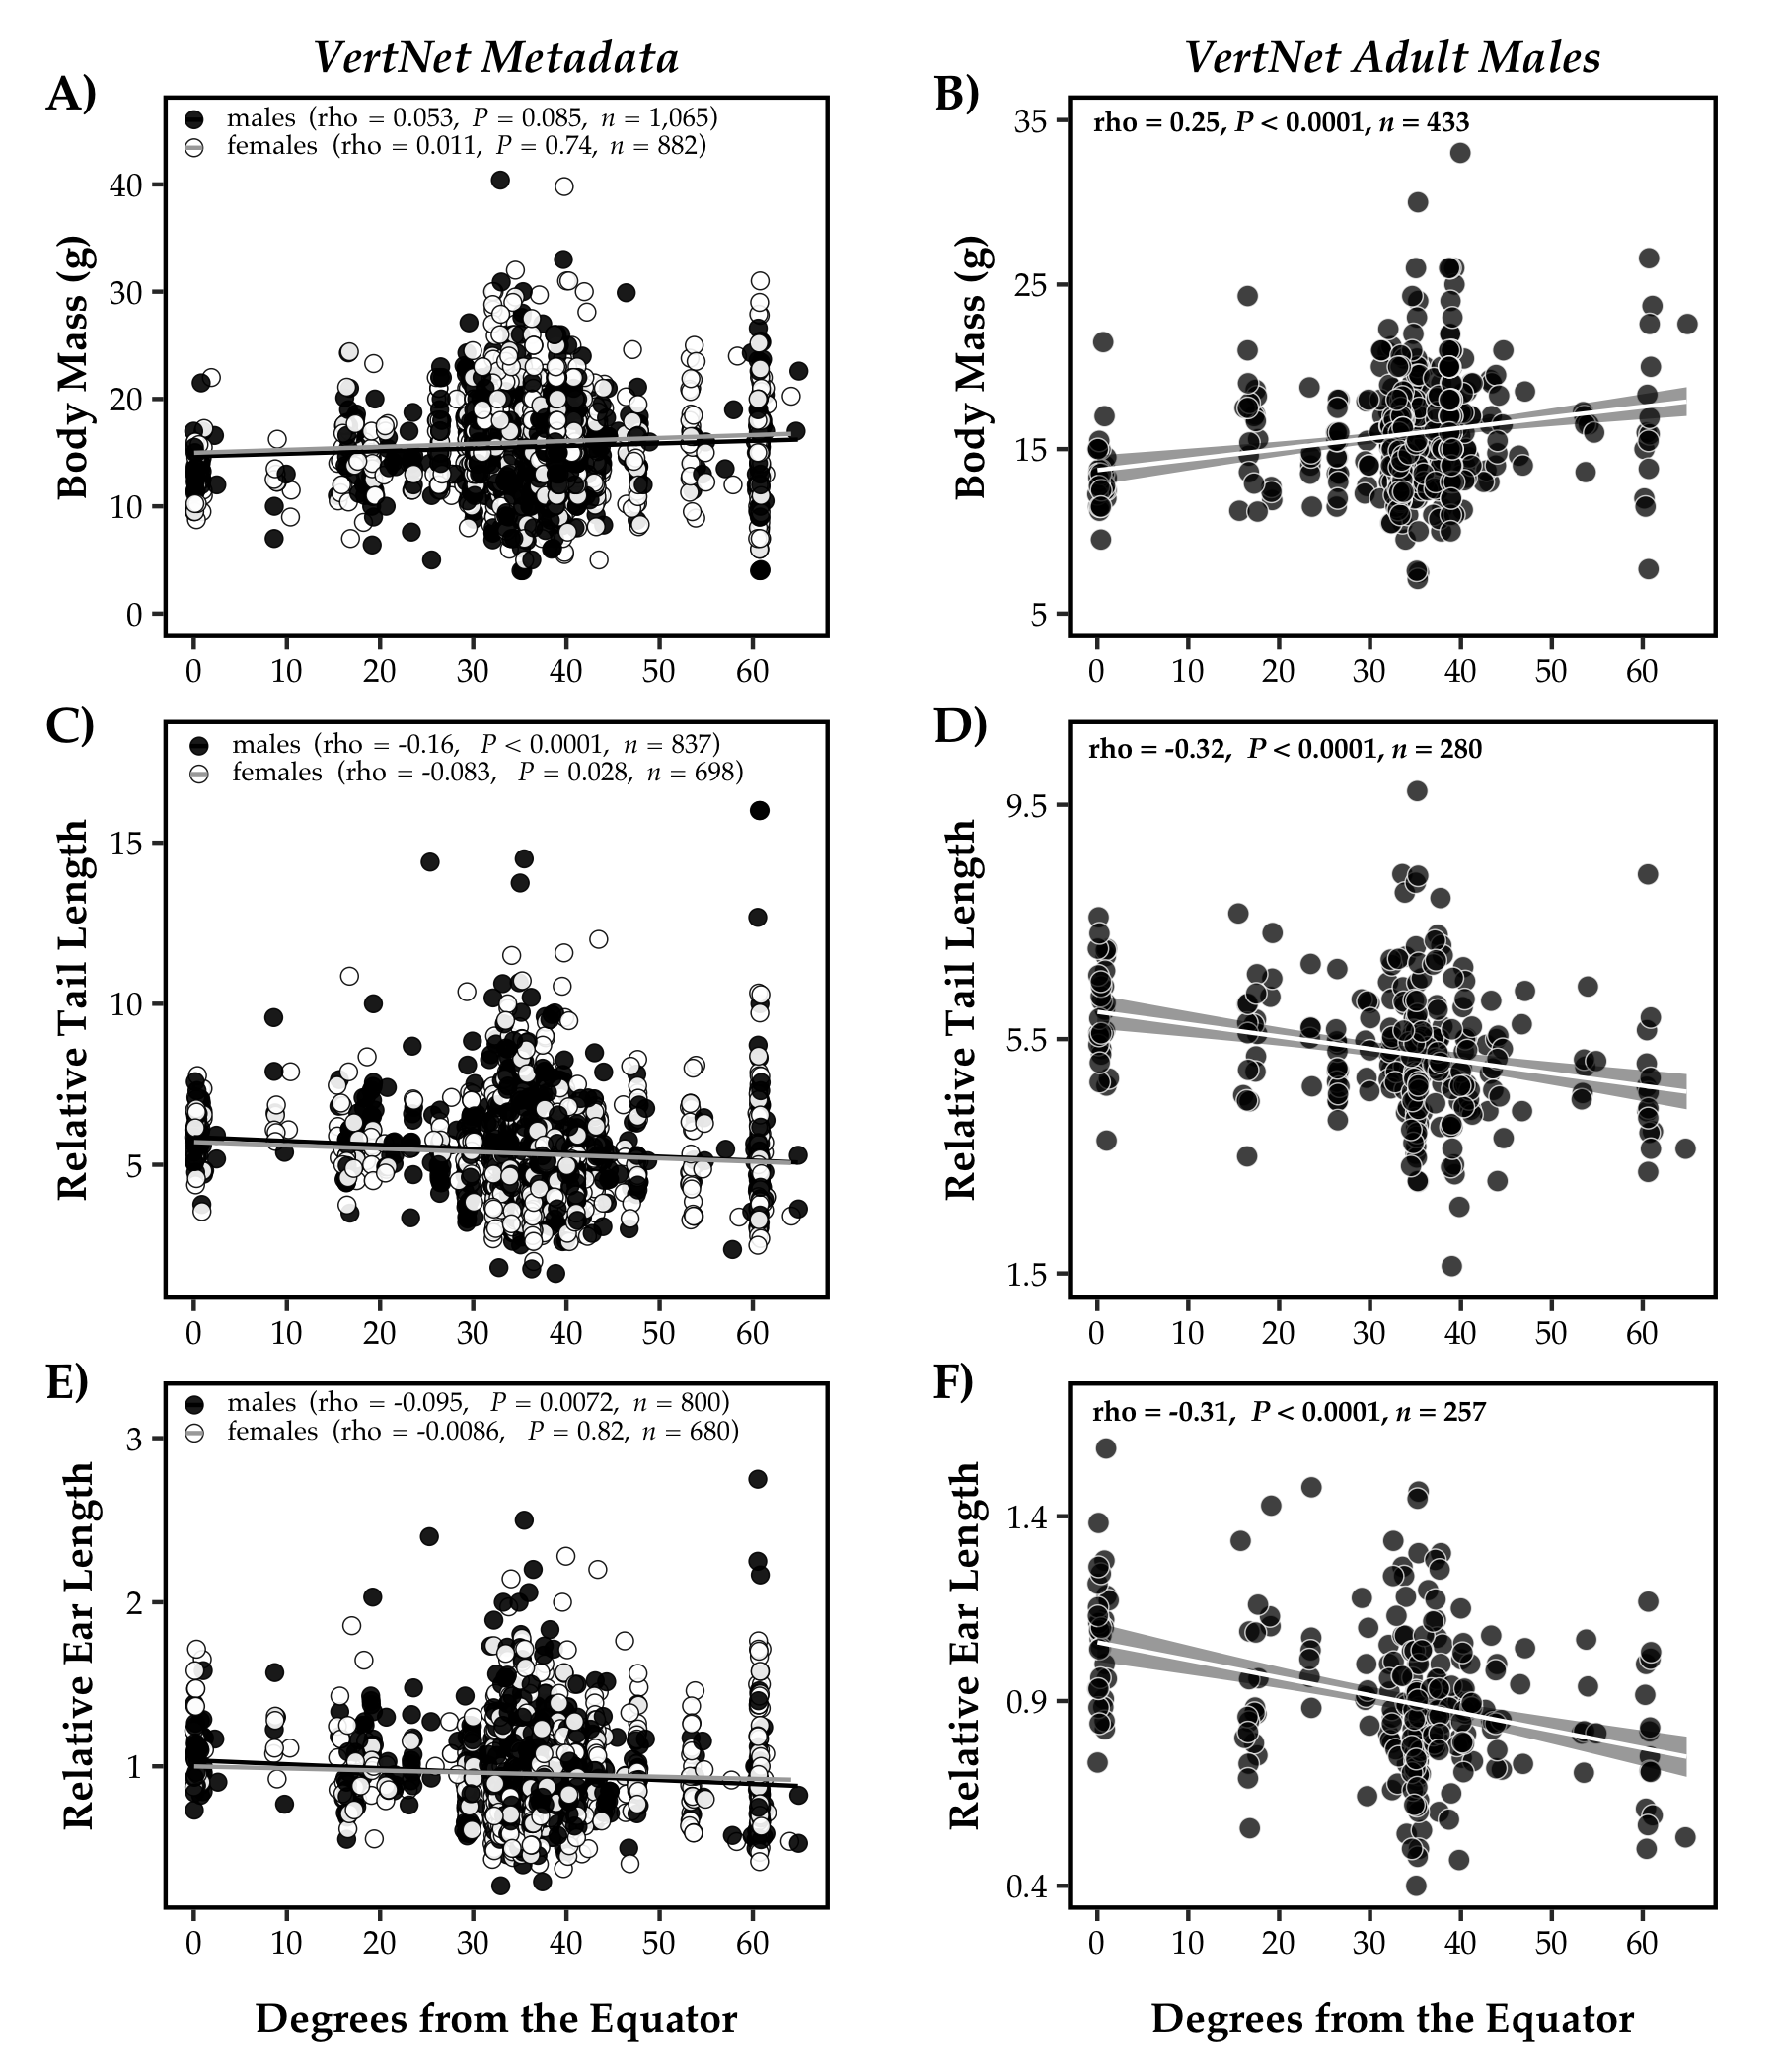 VertNet Metadata
VertNet Adult Males
A)
males (rho = 0.053, P = 0.085, n = 1,065)
females (rho = 0.011, P = 0.74, n = 882)
Body Mass (g)
40
30
20
10
0
0 10 20 30 40 50 60
B)
rho = 0.25, P < 0.0001, n = 433
Body Mass (g)
35
25
15
5
0 10 20 30 40 50 60
C)
males (rho = -0.16, P < 0.0001, n = 837)
females (rho = -0.083, P = 0.028, n = 698)
Relative Tail Length
15
10
5
0 10 20 30 40 50 60
D)
rho = -0.32, P < 0.0001, n = 280
Relative Tail Length
9.5
5.5
1.5
0 10 20 30 40 50 60
E)
males (rho = -0.095, P = 0.0072, n = 800)
females (rho = -0.0086, P = 0.82, n = 680)
Relative Ear Length
3
2
1
0 10 20 30 40 50 60
Degrees from the Equator
F)
rho = -0.31, P < 0.0001, n = 257
Relative Ear Length
1.4
0.9
0.4
0 10 20 30 40 50 60
Degrees from the Equator